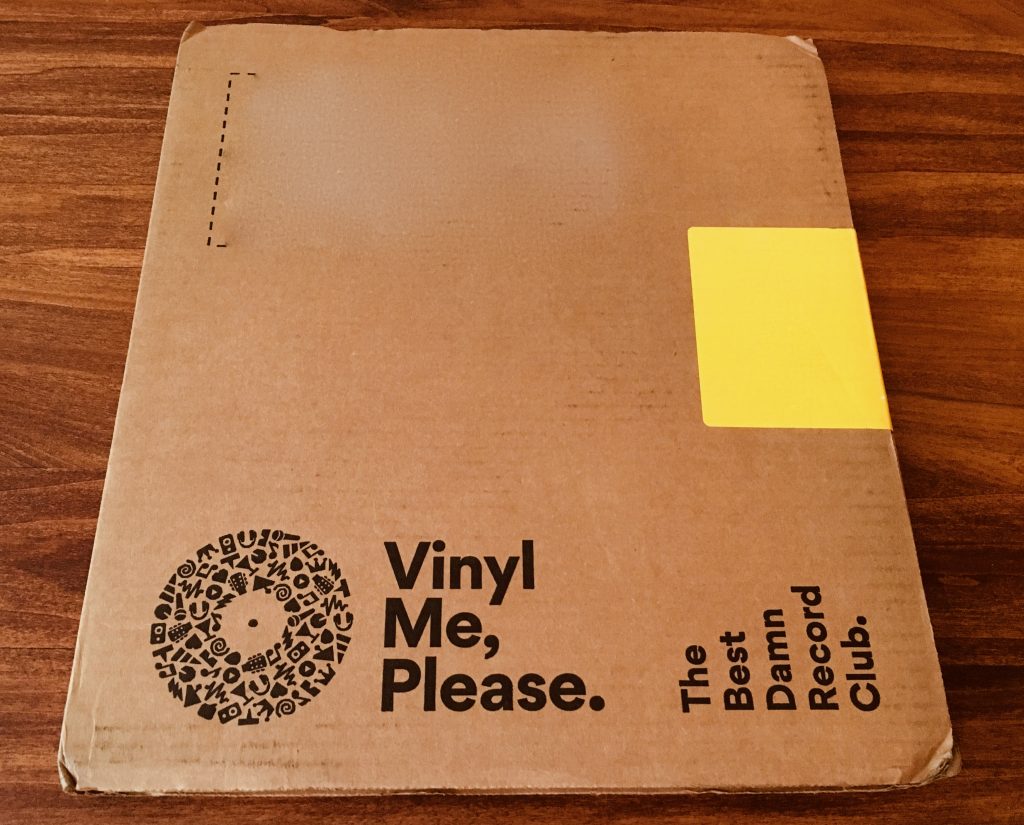 Vinyl
Me,
Please.
The
Best
Damn
Record
Club.